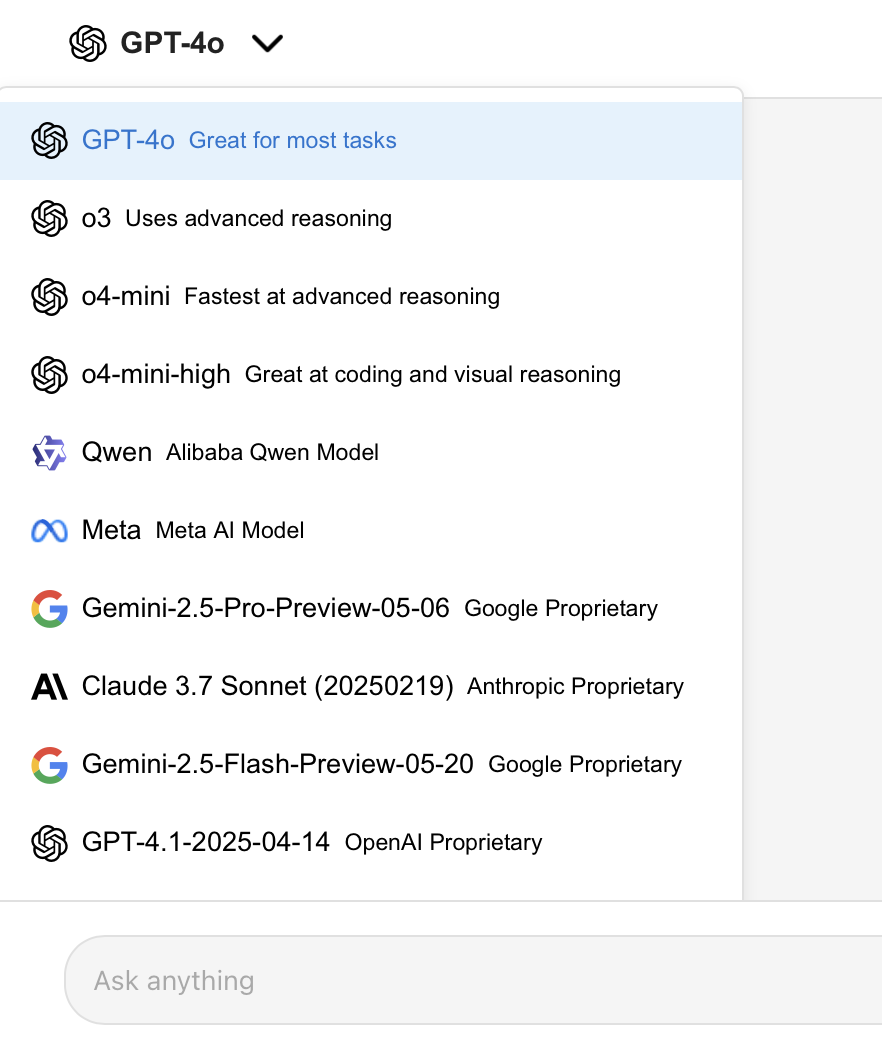 GPT-4o
GPT-4o Great for most tasks
o3 Uses advanced reasoning
o4-mini Fastest at advanced reasoning
o4-mini-high Great at coding and visual reasoning
Qwen Alibaba Qwen Model
Meta Meta AI Model
Gemini-2.5-Pro-Preview-05-06 Google Proprietary
Claude 3.7 Sonnet (20250219) Anthropic Proprietary
Gemini-2.5-Flash-Preview-05-20 Google Proprietary
GPT-4.1-2025-04-14 OpenAI Proprietary
Ask anything